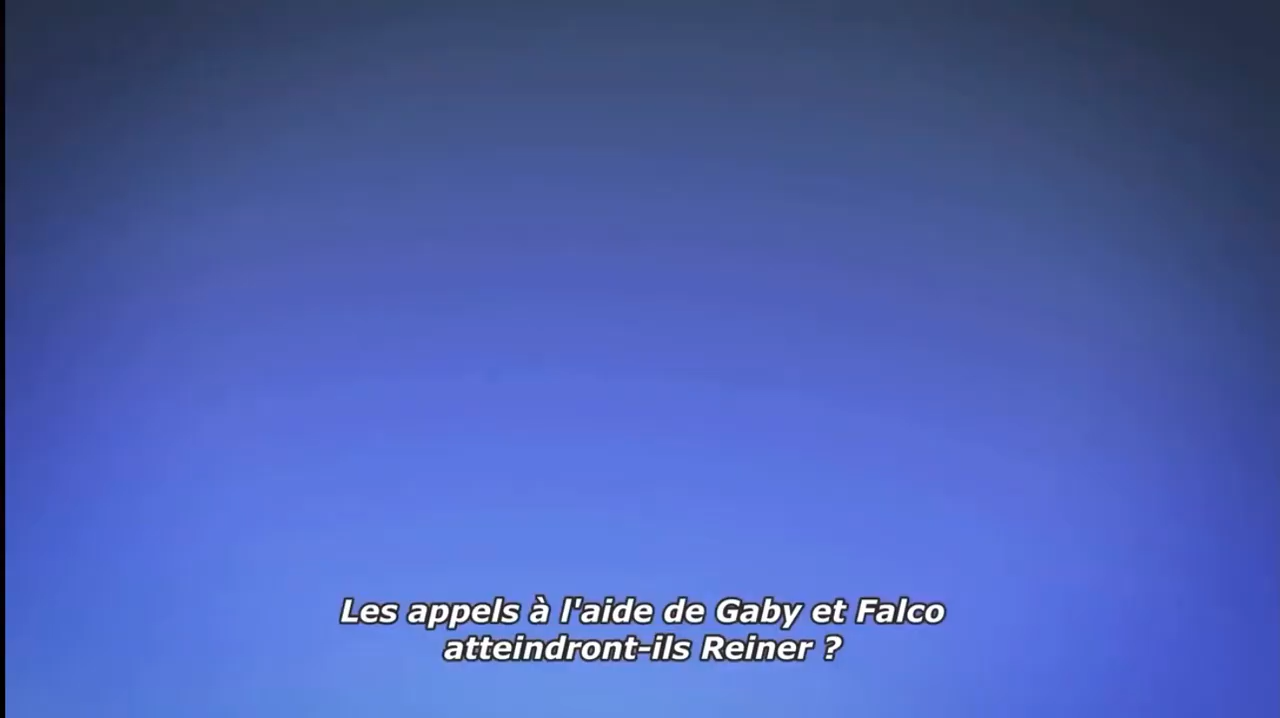 Les appels à l'aide de Gaby et Falco
atteindront-ils Reiner ?